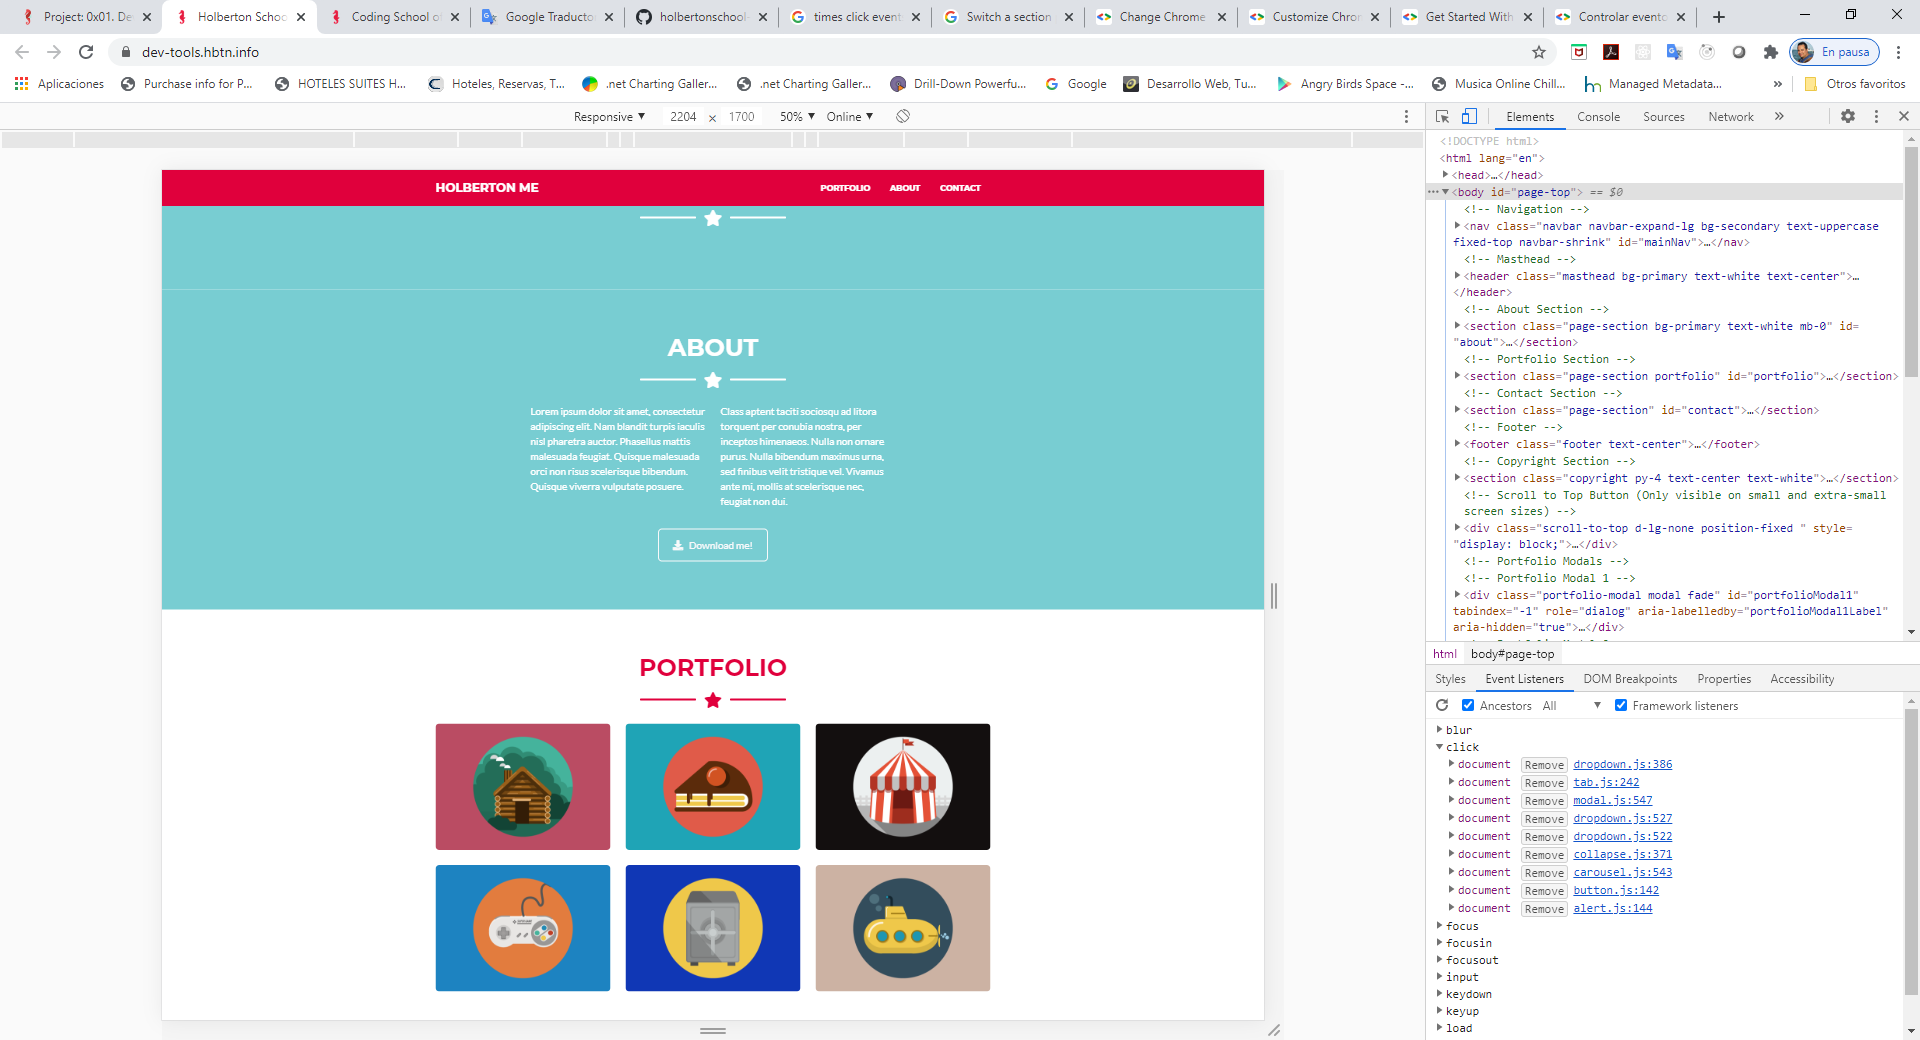 Project: 0x01. De
Holberton Schoo
Coding School o
Google Traducto
holbertonschool-
times click event
Switch a section
Change Chrome
Customize Chro
Get Started With
Controlar evento
dev-tools.hbtn.info
En pausa
Aplicaciones
Purchase info for P...
HOTELES SUITES H...
Hoteles, Reservas, T...
.net Charting Galler...
.net Charting Galler...
Drill-Down Powerfu...
Google
Desarrollo Web, Tu...
Angry Birds Space -...
Musica Online Chill...
Managed Metadata...
»
Otros favoritos
Responsive ▼ 2204 × 1700 50% ▼ Online ▼
HOLBERTON ME
PORTFOLIO ABOUT CONTACT
ABOUT
Lorem ipsum dolor sit amet, consectetur
adipiscing elit. Nam blandit turpis iaculis
nisl pharetra auctor. Phasellus mattis
malesuada feugiat. Quisque malesuada
orci non risus scelerisque bibendum.
Quisque viverra vulputate posuere.
Class aptent taciti sociosqu ad litora
torquent per conubia nostra, per
inceptos himenaeos. Nulla non ornare
purus. Nulla bibendum maximus urna,
sed finibus velit tristique vel. Vivamus
ante mi, mollis at scelerisque nec,
feugiat non dui.
Download me!
PORTFOLIO
Elements Console Sources Network »
<!DOCTYPE html>
<html lang="en">
<head>…</head>
<body id="page-top"> == $0
<!-- Navigation -->
<nav class="navbar navbar-expand-lg bg-secondary text-uppercase
fixed-top navbar-shrink" id="mainNav">…</nav>
<!-- Masthead -->
<header class="masthead bg-primary text-white text-center">…
</header>
<!-- About Section -->
<section class="page-section bg-primary text-white mb-0" id=
"about">…</section>
<!-- Portfolio Section -->
<section class="page-section portfolio" id="portfolio">…</section>
<!-- Contact Section -->
<section class="page-section" id="contact">…</section>
<!-- Footer -->
<footer class="footer text-center">…</footer>
<!-- Copyright Section -->
<section class="copyright py-4 text-center text-white">…</section>
<!-- Scroll to Top Button (Only visible on small and extra-small
screen sizes) -->
<div class="scroll-to-top d-lg-none position-fixed " style=
"display: block;">…</div>
<!-- Portfolio Modals -->
<!-- Portfolio Modal 1 -->
<div class="portfolio-modal modal fade" id="portfolioModal1"
tabindex="-1" role="dialog" aria-labelledby="portfolioModal1Label"
aria-hidden="true">…</div>
html body#page-top
Styles Event Listeners DOM Breakpoints Properties Accessibility
Ancestors All ▼ Framework listeners
blur
click
document Remove dropdown.js:386
document Remove tab.js:242
document Remove modal.js:547
document Remove dropdown.js:527
document Remove dropdown.js:522
document Remove collapse.js:371
document Remove carousel.js:543
document Remove button.js:142
document Remove alert.js:144
focus
focusin
focusout
input
keydown
keyup
load